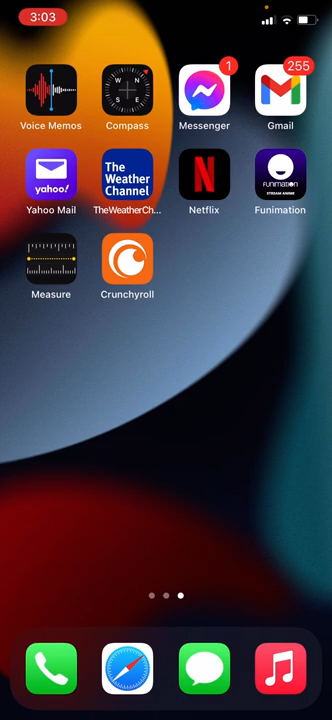 3:03
1
255
Voice Memos
Compass
Messenger
Gmail
W N
S E
yahoo!
The
Weather
Channel
N
FUNIMATION
STREAM ANIME
Yahoo Mail
TheWeatherCh...
Netflix
Funimation
Measure
Crunchyroll